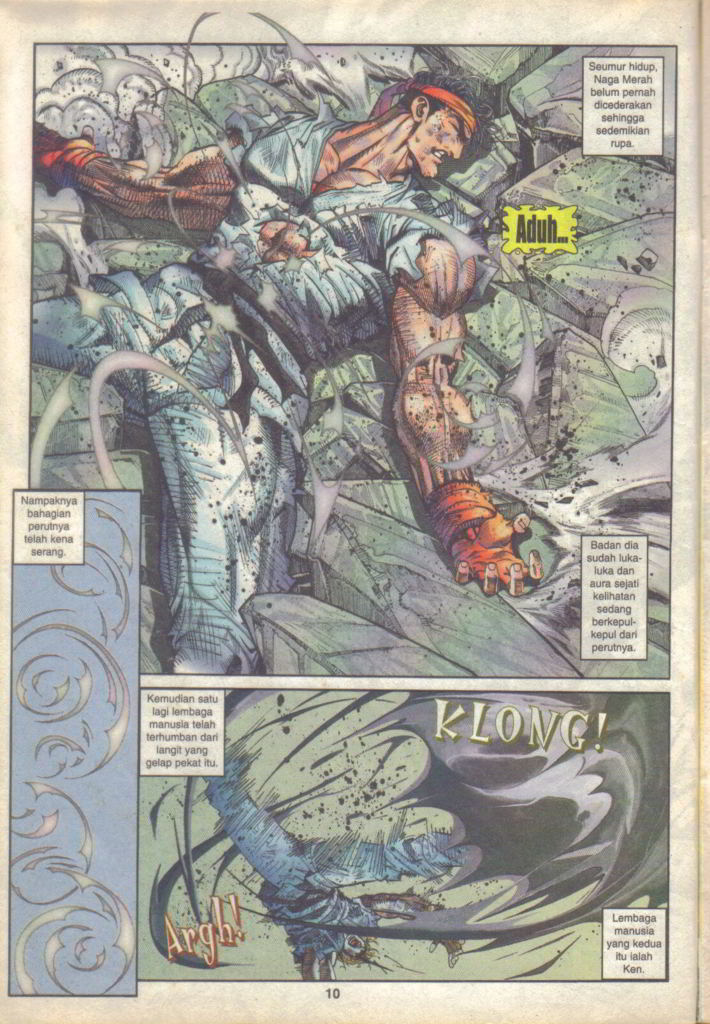 Seumur hidup,
Naga Merah
belum pernah
dicederakan
sehingga
sedemikian
rupa.
Aduh...
Nampaknya
bahagian
perutnya
telah kena
serang.
Badan dia
sudah luka-
luka dan
aura sejati
kelihatan
sedang
berkepul-
kepul dari
perutnya.
Kemudian satu
lagi lembaga
manusia telah
terhumban dari
langit yang
gelap pekat itu.
KLONG!
Argh!
Lembaga
manusia
yang kedua
itu ialah
Ken.
10